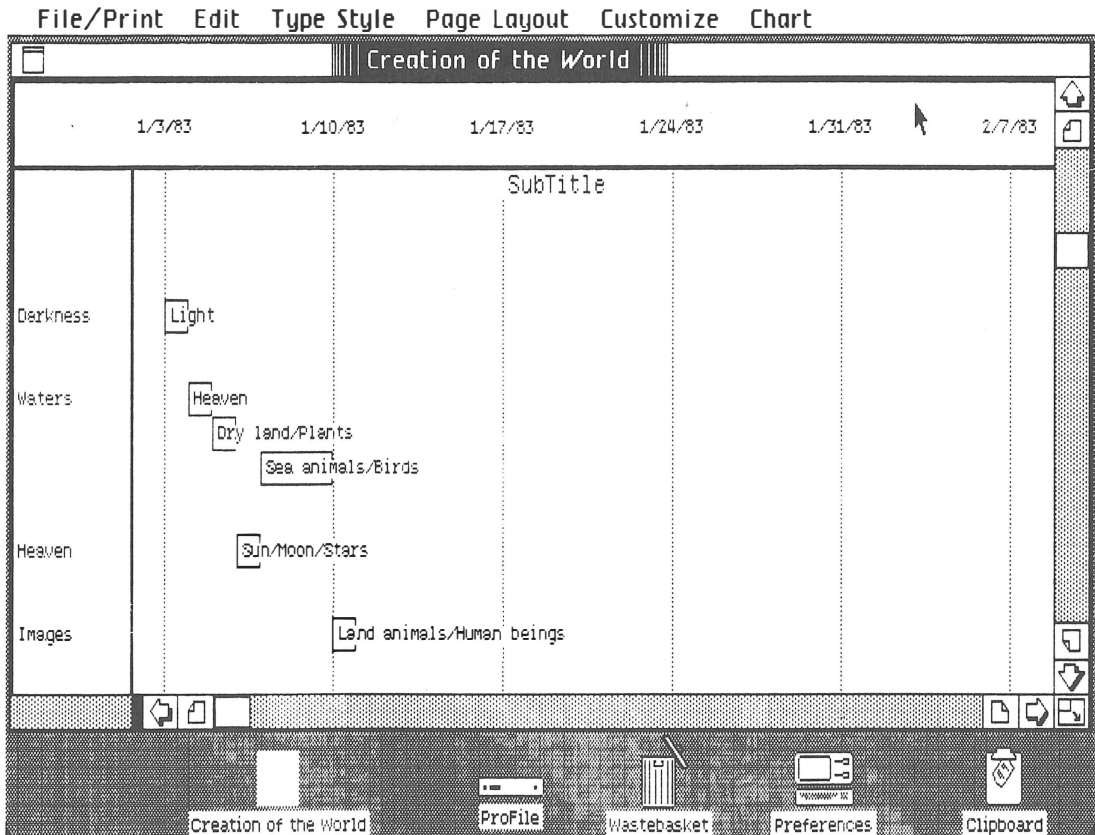 File/Print Edit Type Style Page Layout Customize Chart
Creation of the World
1/3/83 1/10/83 1/17/83 1/24/83 1/31/83 2/7/83
SubTitle
Darkness Light
Waters Heaven
Dry land/Plants
Sea animals/Birds
Heaven Sun/Moon/Stars
Images Land animals/Human beings
Creation of the World ProFile Wastebasket Preferences Clipboard